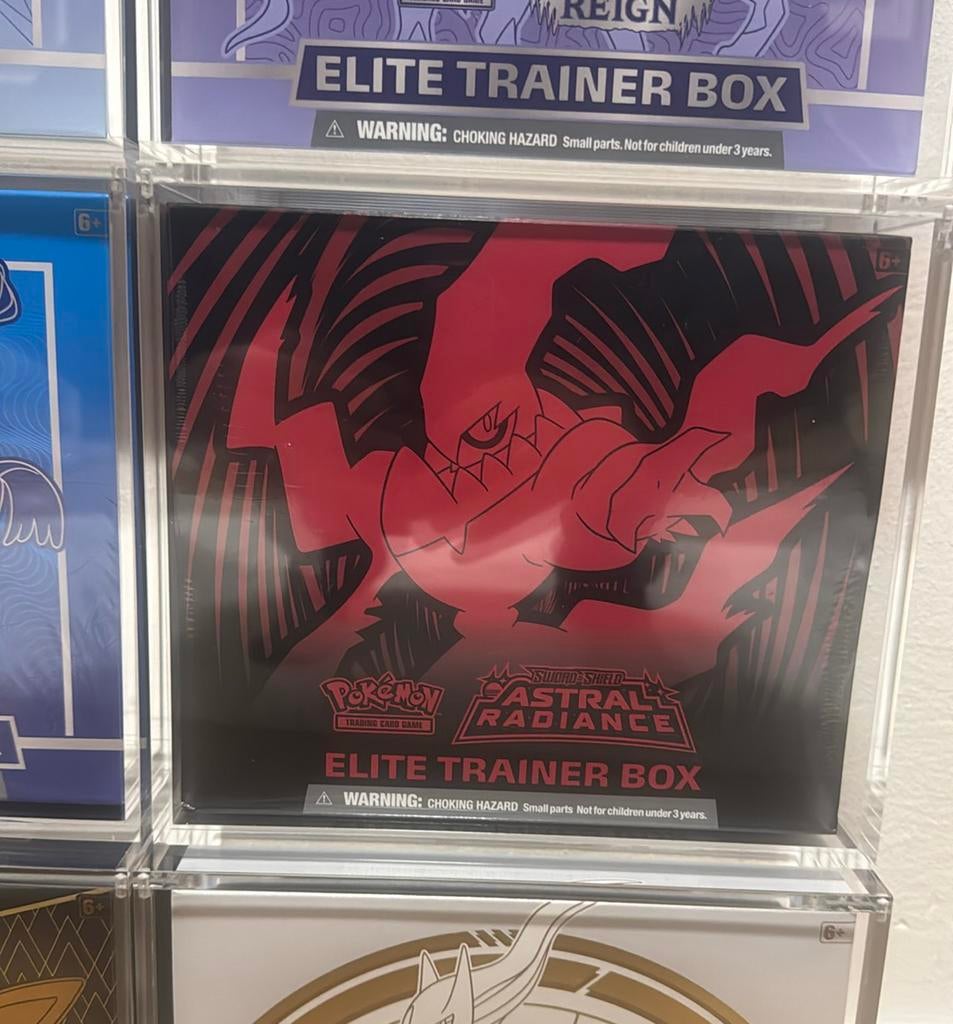 REIGN
ELITE TRAINER BOX
WARNING: CHOKING HAZARD Small parts. Not for children under 3 years.
6+
6+
POKéMON
TRADING CARD GAME
SWORD & SHIELD
ASTRAL
RADIANCE
ELITE TRAINER BOX
WARNING: CHOKING HAZARD Small parts Not for children under 3 years.
6+
6+